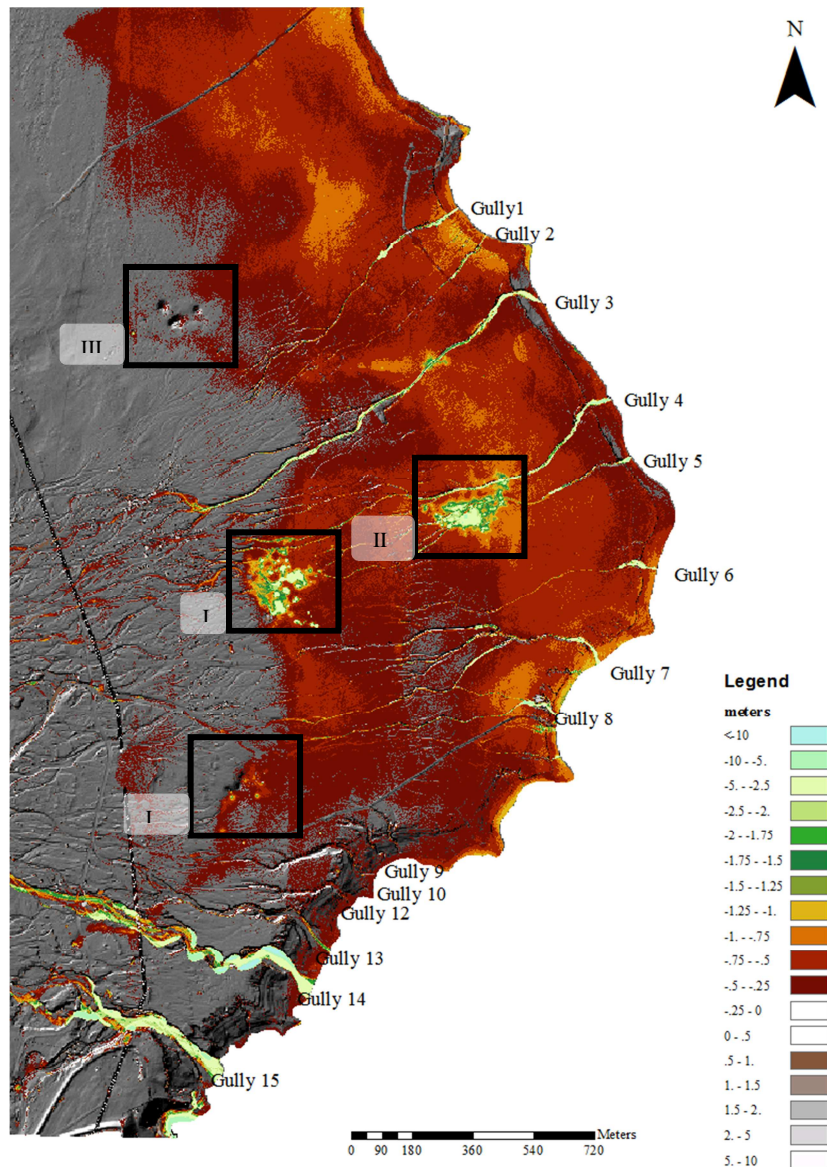 N
Gully1
Gully 2
Gully 3
III
Gully 4
Gully 5
II
Gully 6
I
Gully 7
Gully 8
I
Gully 9
Gully 10
Gully 12
Gully 13
Gully 14
Gully 15
Legend
meters
<-10
-10 - -5.
-5. - -2.5
-2.5 - -2.
-2 - -1.75
-1.75 - -1.5
-1.5 - -1.25
-1.25 - -1.
-1. - -.75
-.75 - -.5
-.5 - -.25
-.25 - 0
0 - .5
.5 - 1.
1. - 1.5
1.5 - 2.
2. - 5
5. - 10
Meters
0 90 180 360 540 720